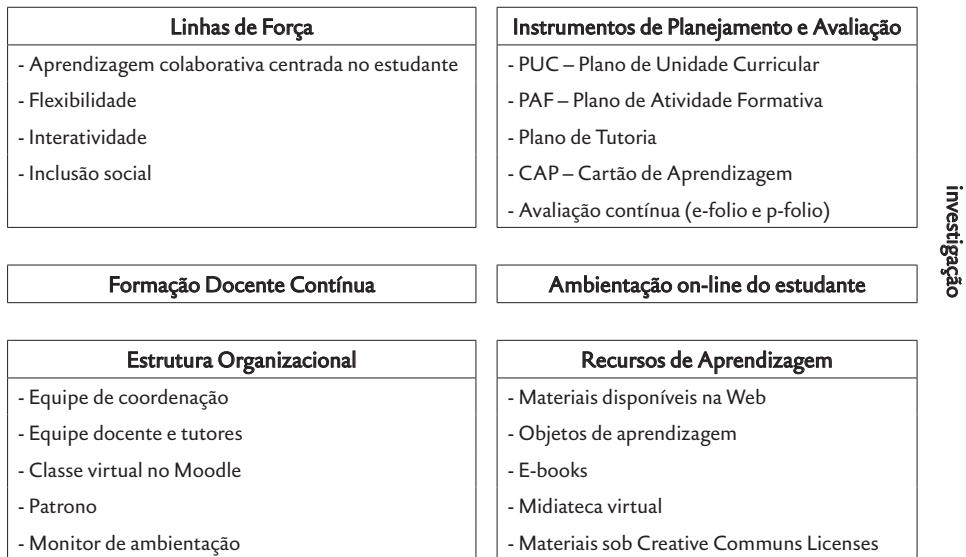 Linhas de Força
- Aprendizagem colaborativa centrada no estudante
- Flexibilidade
- Interatividade
- Inclusão social
Instrumentos de Planejamento e Avaliação
- PUC – Plano de Unidade Curricular
- PAF – Plano de Atividade Formativa
- Plano de Tutoria
- CAP – Cartão de Aprendizagem
- Avaliação contínua (e-folio e p-folio)
Formação Docente Contínua
Ambientação on-line do estudante
Estrutura Organizacional
- Equipe de coordenação
- Equipe docente e tutores
- Classe virtual no Moodle
- Patrono
- Monitor de ambientação
Recursos de Aprendizagem
- Materiais disponíveis na Web
- Objetos de aprendizagem
- E-books
- Midiateca virtual
- Materiais sob Creative Communs Licenses
investigação